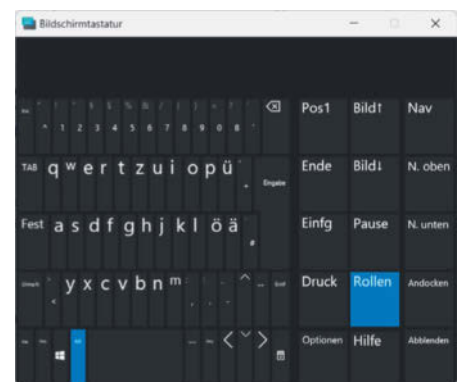 Bildschirmtastatur
1 2 3 4 5 6 7 8 9 0 ß Pos1 Bild↑ Nav
TAB q w e r t z u i o p ü + Eingabe Ende Bild↓ N. oben
Fest a s d f g h j k l ö ä # Einfg Pause N. unten
< y x c v b n m , . - Druck Rollen Andocken
Optionen Hilfe Abblenden